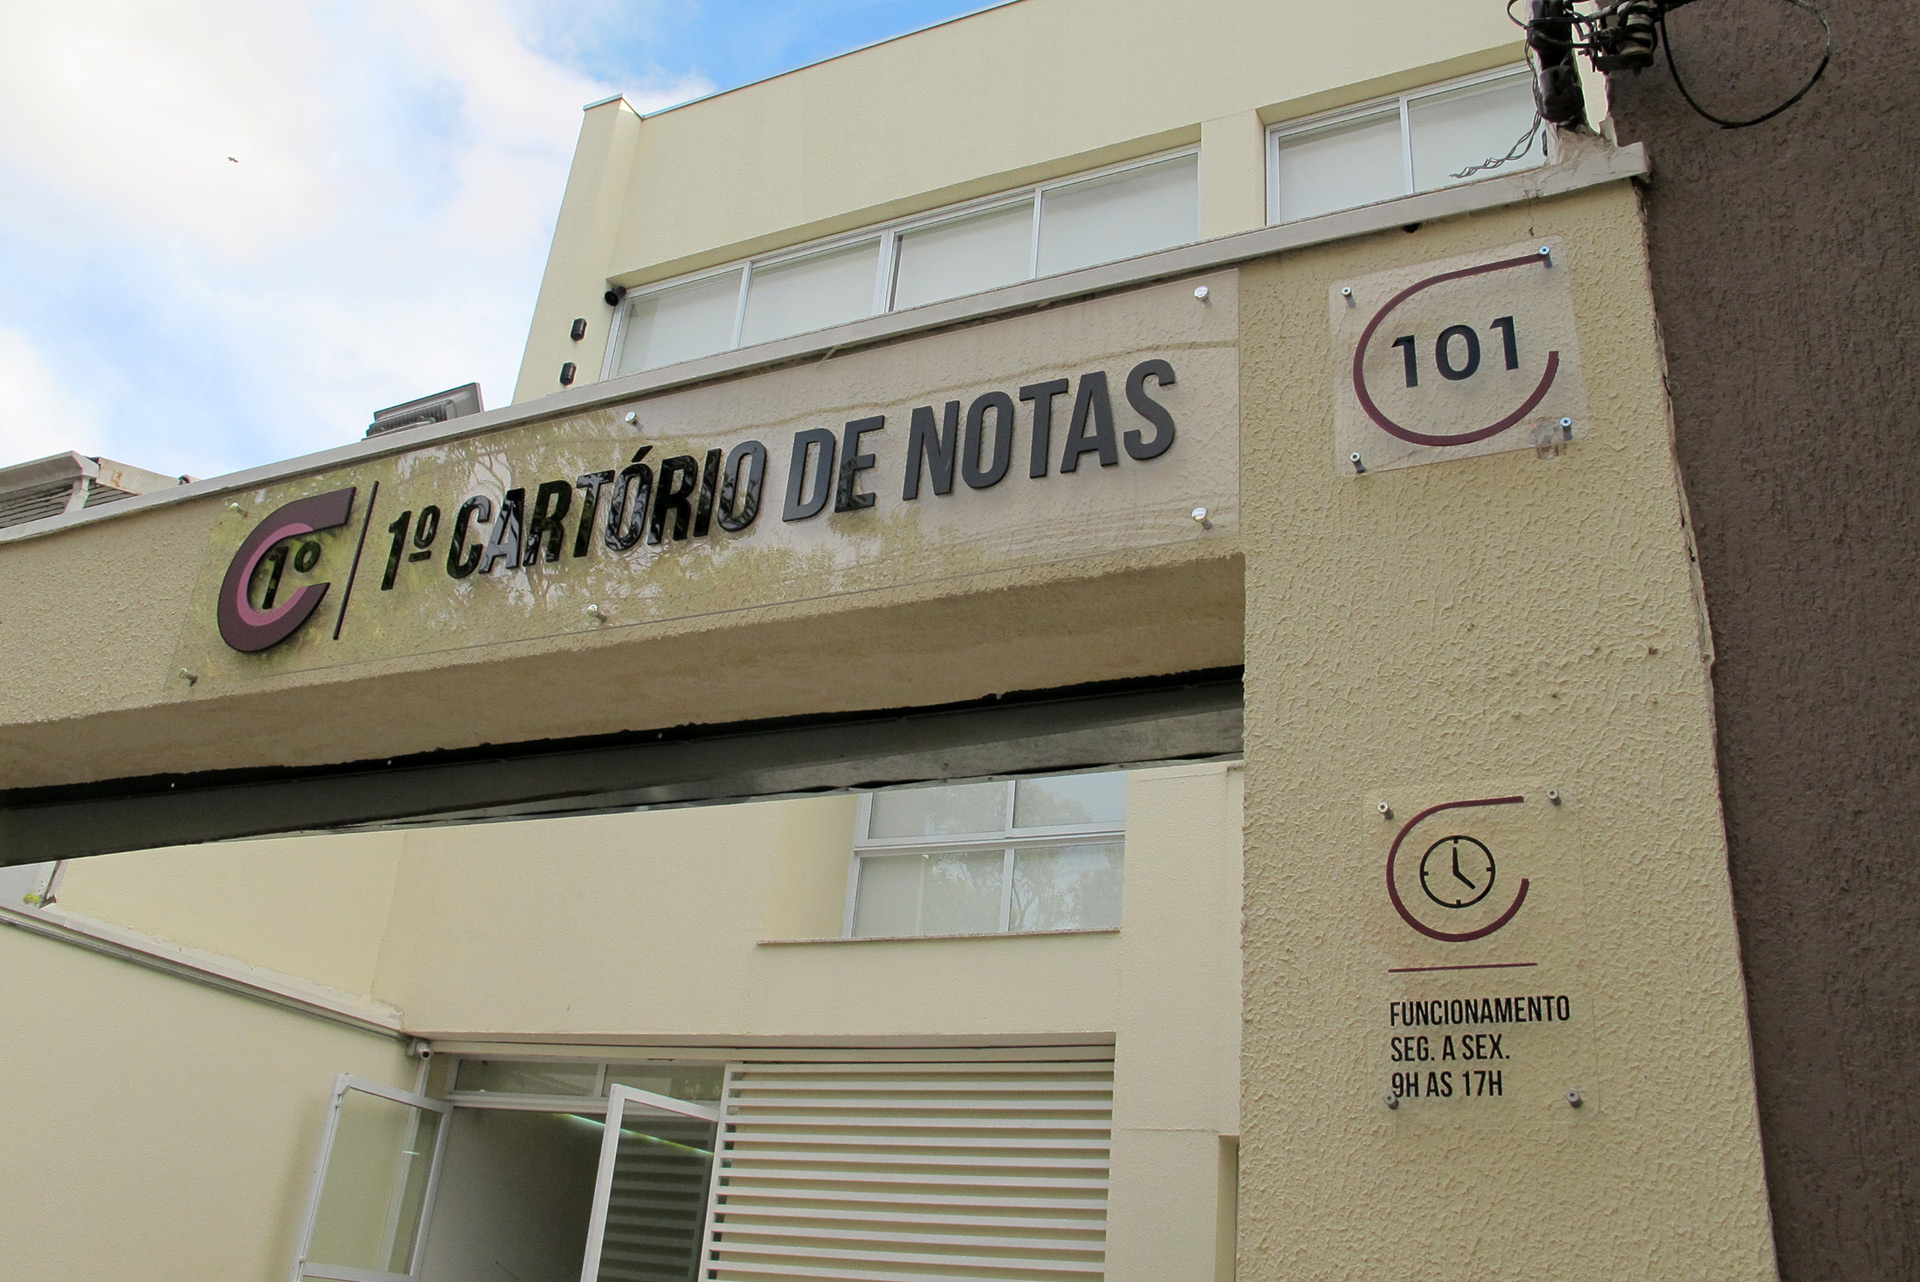 1º
1º CARTÓRIO DE NOTAS
101
FUNCIONAMENTO
SEG. A SEX.
9H AS 17H